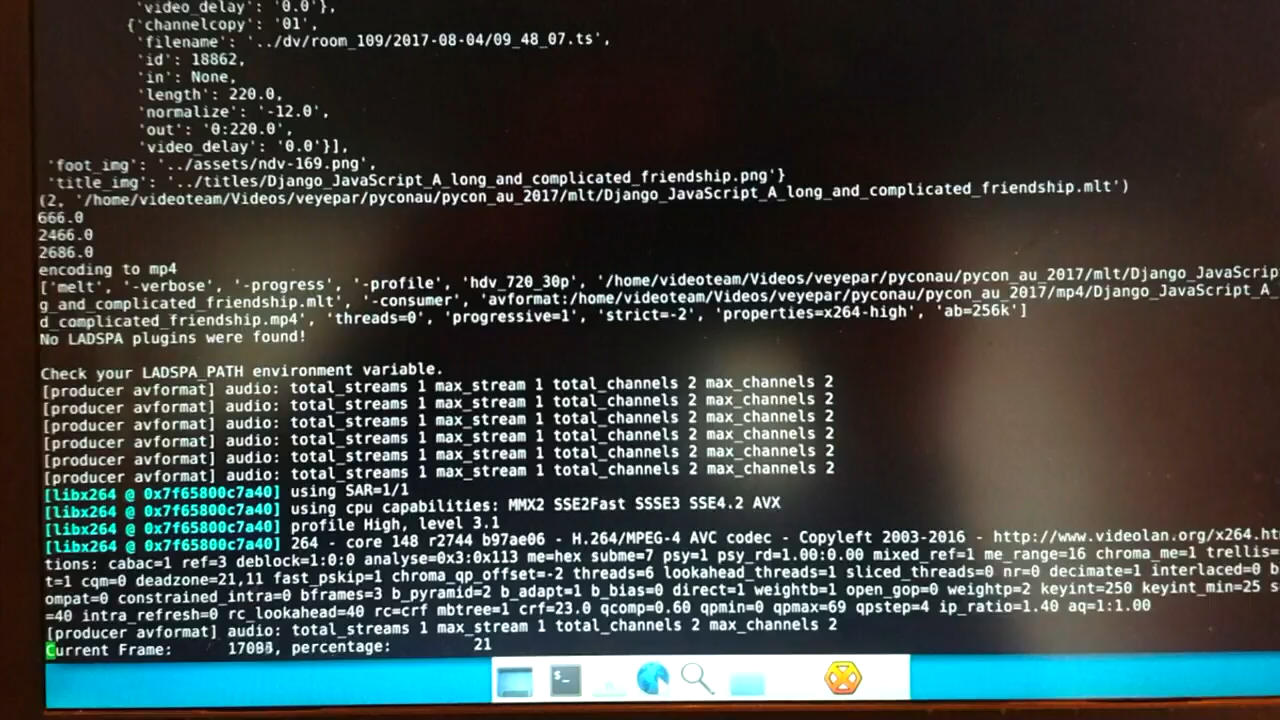 'video_delay': '0.0'},
{'channelcopy': '01',
'filename': '../dv/room_109/2017-08-04/09_48_07.ts',
'id': 18862,
'in': None,
'length': 220.0,
'normalize': '-12.0',
'out': '0:220.0',
'video_delay': '0.0'}],
'foot_img': '../assets/ndv-169.png',
'title_img': '../titles/Django_JavaScript_A_long_and_complicated_friendship.png'}
(2, '/home/videoteam/Videos/veyepar/pyconau/pycon_au_2017/mlt/Django_JavaScript_A_long_and_complicated_friendship.mlt')
666.0
2466.0
2686.0
encoding to mp4
['melt', '-verbose', '-progress', '-profile', 'hdv_720_30p', '/home/videoteam/Videos/veyepar/pyconau/pycon_au_2017/mlt/Django_JavaScrip
g_and_complicated_friendship.mlt', '-consumer', 'avformat:/home/videoteam/Videos/veyepar/pyconau/pycon_au_2017/mp4/Django_JavaScript_A_
d_complicated_friendship.mp4', 'threads=0', 'progressive=1', 'strict=-2', 'properties=x264-high', 'ab=256k']
No LADSPA plugins were found!
Check your LADSPA_PATH environment variable.
[producer avformat] audio: total_streams 1 max_stream 1 total_channels 2 max_channels 2
[producer avformat] audio: total_streams 1 max_stream 1 total_channels 2 max_channels 2
[producer avformat] audio: total_streams 1 max_stream 1 total_channels 2 max_channels 2
[producer avformat] audio: total_streams 1 max_stream 1 total_channels 2 max_channels 2
[producer avformat] audio: total_streams 1 max_stream 1 total_channels 2 max_channels 2
[producer avformat] audio: total_streams 1 max_stream 1 total_channels 2 max_channels 2
[libx264 @ 0x7f65800c7a40] using SAR=1/1
[libx264 @ 0x7f65800c7a40] using cpu capabilities: MMX2 SSE2Fast SSSE3 SSE4.2 AVX
[libx264 @ 0x7f65800c7a40] profile High, level 3.1
[libx264 @ 0x7f65800c7a40] 264 - core 148 r2744 b97ae06 - H.264/MPEG-4 AVC codec - Copyleft 2003-2016 - http://www.videolan.org/x264.ht
tions: cabac=1 ref=3 deblock=1:0:0 analyse=0x3:0x113 me=hex subme=7 psy=1 psy_rd=1.00:0.00 mixed_ref=1 me_range=16 chroma_me=1 trellis=
t=1 cqm=0 deadzone=21,11 fast_pskip=1 chroma_qp_offset=-2 threads=6 lookahead_threads=1 sliced_threads=0 nr=0 decimate=1 interlaced=0 b
ompat=0 constrained_intra=0 bframes=3 b_pyramid=2 b_adapt=1 b_bias=0 direct=1 weightb=1 open_gop=0 weightp=2 keyint=250 keyint_min=25 s
=40 intra_refresh=0 rc_lookahead=40 rc=crf mbtree=1 crf=23.0 qcomp=0.60 qpmin=0 qpmax=69 qpstep=4 ip_ratio=1.40 aq=1:1.00
[producer avformat] audio: total_streams 1 max_stream 1 total_channels 2 max_channels 2
Current Frame: percentage: 21